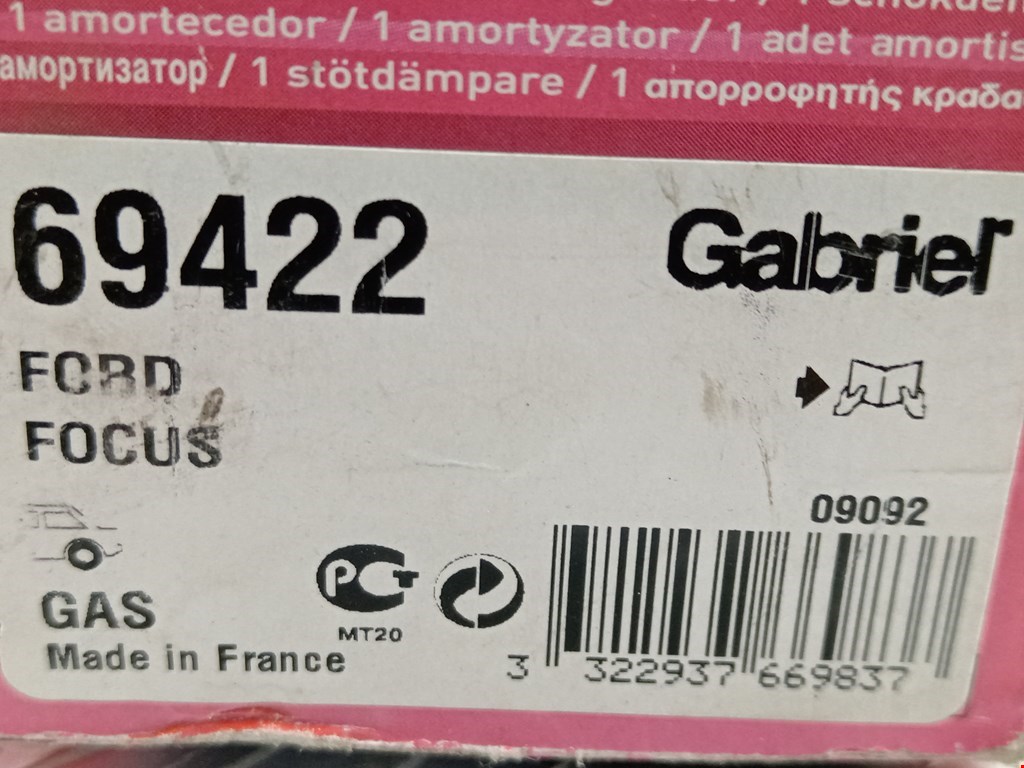 1 amortecedor / 1 amortyzator / 1 adet amortis
амортизатор / 1 stötdämpare / 1 απορροφητής κραδα
69422
Gabriel
FORD
FOCUS
09092
GAS
PCT
MT20
Made in France
3 322937 669837